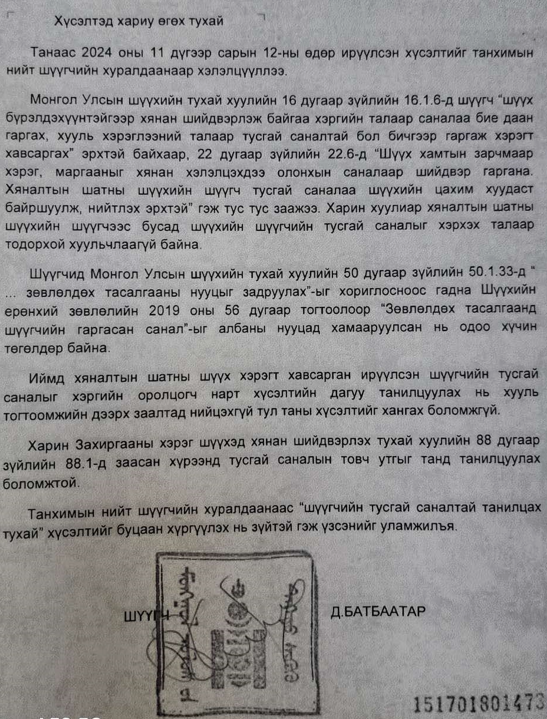 Хүсэлтэд хариу өгөх тухай
Танаас 2024 оны 11 дүгээр сарын 12-ны өдөр ирүүлсэн хүсэлтийг танхимын
нийт шүүгчийн хуралдаанаар хэлэлцүүллээ.
Монгол Улсын шүүхийн тухай хуулийн 16 дугаар зүйлийн 16.1.6-д шүүгч “шүүх
бүрэлдэхүүнтэйгээр хянан шийдвэрлэж байгаа хэргийн талаар саналаа бие даан
гаргах, хууль хэрэглээний талаар тусгай саналтай бол бичгээр гаргаж хэрэгт
хавсаргах” эрхтэй байхаар, 22 дугаар зүйлийн 22.6-д “Шүүх хамтын зарчмаар
хэрэг, маргааныг хянан хэлэлцэхдээ олонхын саналаар шийдвэр гаргана.
Хяналтын шатны шүүхийн шүүгч тусгай саналаа шүүхийн цахим хуудаст
байршуулж, нийтлэх эрхтэй” гэж тус тус заажээ. Харин хуулиар хяналтын шатны
шүүхийн шүүгчээс бусад шүүхийн шүүгчийн тусгай саналыг хэрхэх талаар
тодорхой хуульчлаагүй байна.
Шүүгчид Монгол Улсын шүүхийн тухай хуулийн 50 дугаар зүйлийн 50.1.33-д “
... зөвлөлдөх тасалгааны нууцыг задруулах”-ыг хориглосноос гадна Шүүхийн
ерөнхий зөвлөлийн 2019 оны 56 дугаар тогтоолоор “Зөвлөлдөх тасалгаанд
шүүгчийн гаргасан санал”-ыг албаны нууцад хамааруулсан нь одоо хүчин
төгөлдөр байна.
Иймд хяналтын шатны шүүх хэрэгт хавсарган ирүүлсэн шүүгчийн тусгай
саналыг хэргийн оролцогч нарт хүсэлтийн дагуу танилцуулах нь хууль
тогтоомжийн дээрх заалтад нийцэхгүй тул таны хүсэлтийг хангах боломжгүй.
Харин Захиргааны хэрэг шүүхэд хянан шийдвэрлэх тухай хуулийн 88 дугаар
зүйлийн 88.1-д заасан хүрээнд тусгай саналын товч утгыг танд танилцуулах
боломжтой.
Танхимын нийт шүүгчийн хуралдаанаас “шүүгчийн тусгай саналтай танилцах
тухай” хүсэлтийг буцаан хүргүүлэх нь зүйтэй гэж үзсэнийг уламжилъя.
ШҮҮГЧ Д.БАТБААТАР
151701801473